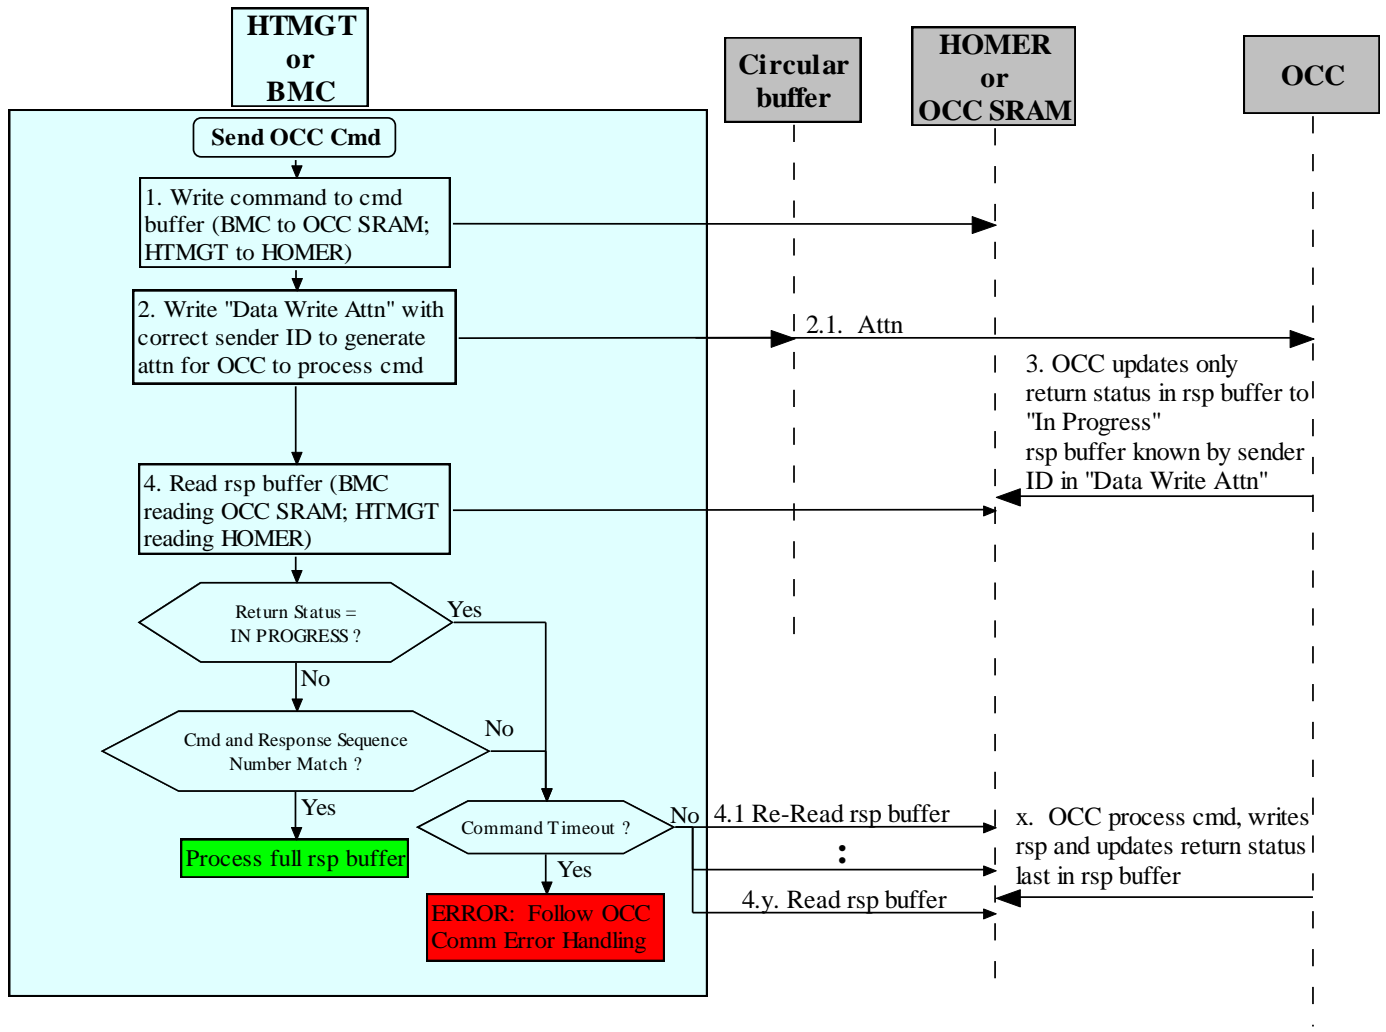 HTMGT
or
BMC
Circular
buffer
HOMER
or
OCC SRAM
OCC
Send OCC Cmd
1. Write command to cmd
buffer (BMC to OCC SRAM;
HTMGT to HOMER)
2. Write "Data Write Attn" with
correct sender ID to generate
attn for OCC to process cmd
2.1. Attn
3. OCC updates only
return status in rsp buffer to
"In Progress"
rsp buffer known by sender
ID in "Data Write Attn"
4. Read rsp buffer (BMC
reading OCC SRAM; HTMGT
reading HOMER)
Return Status =
IN PROGRESS ?
Yes
No
Cmd and Response Sequence
Number Match ?
No
Yes
Process full rsp buffer
Command Timeout ?
No
Yes
ERROR: Follow OCC
Comm Error Handling
4.1 Re-Read rsp buffer
:
4.y. Read rsp buffer
x. OCC process cmd, writes
rsp and updates return status
last in rsp buffer